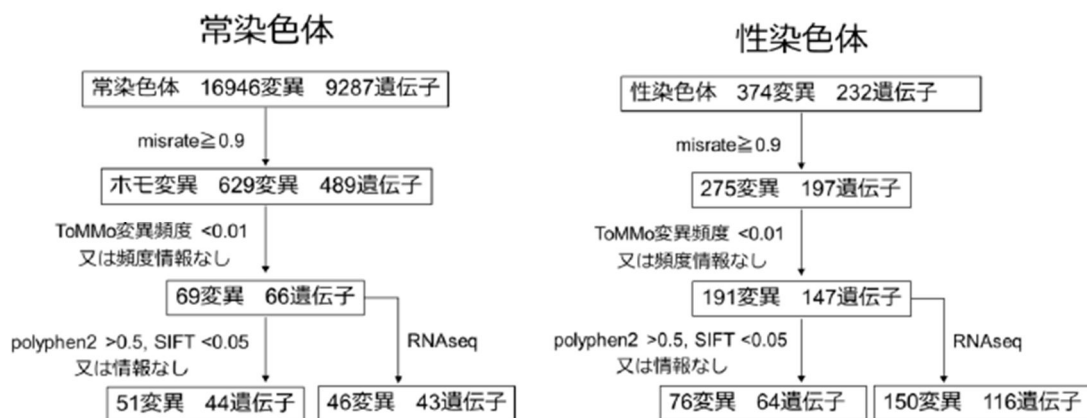 常染色体
常染色体 16946変異 9287遺伝子
misrate≧0.9
ホモ変異 629変異 489遺伝子
ToMMo変異頻度 <0.01
又は頻度情報なし
69変異 66遺伝子
polyphen2 >0.5, SIFT <0.05
又は情報なし
RNAseq
51変異 44遺伝子
46変異 43遺伝子
性染色体
性染色体 374変異 232遺伝子
misrate≧0.9
275変異 197遺伝子
ToMMo変異頻度 <0.01
又は頻度情報なし
191変異 147遺伝子
polyphen2 >0.5, SIFT <0.05
又は情報なし
RNAseq
76変異 64遺伝子
150変異 116遺伝子